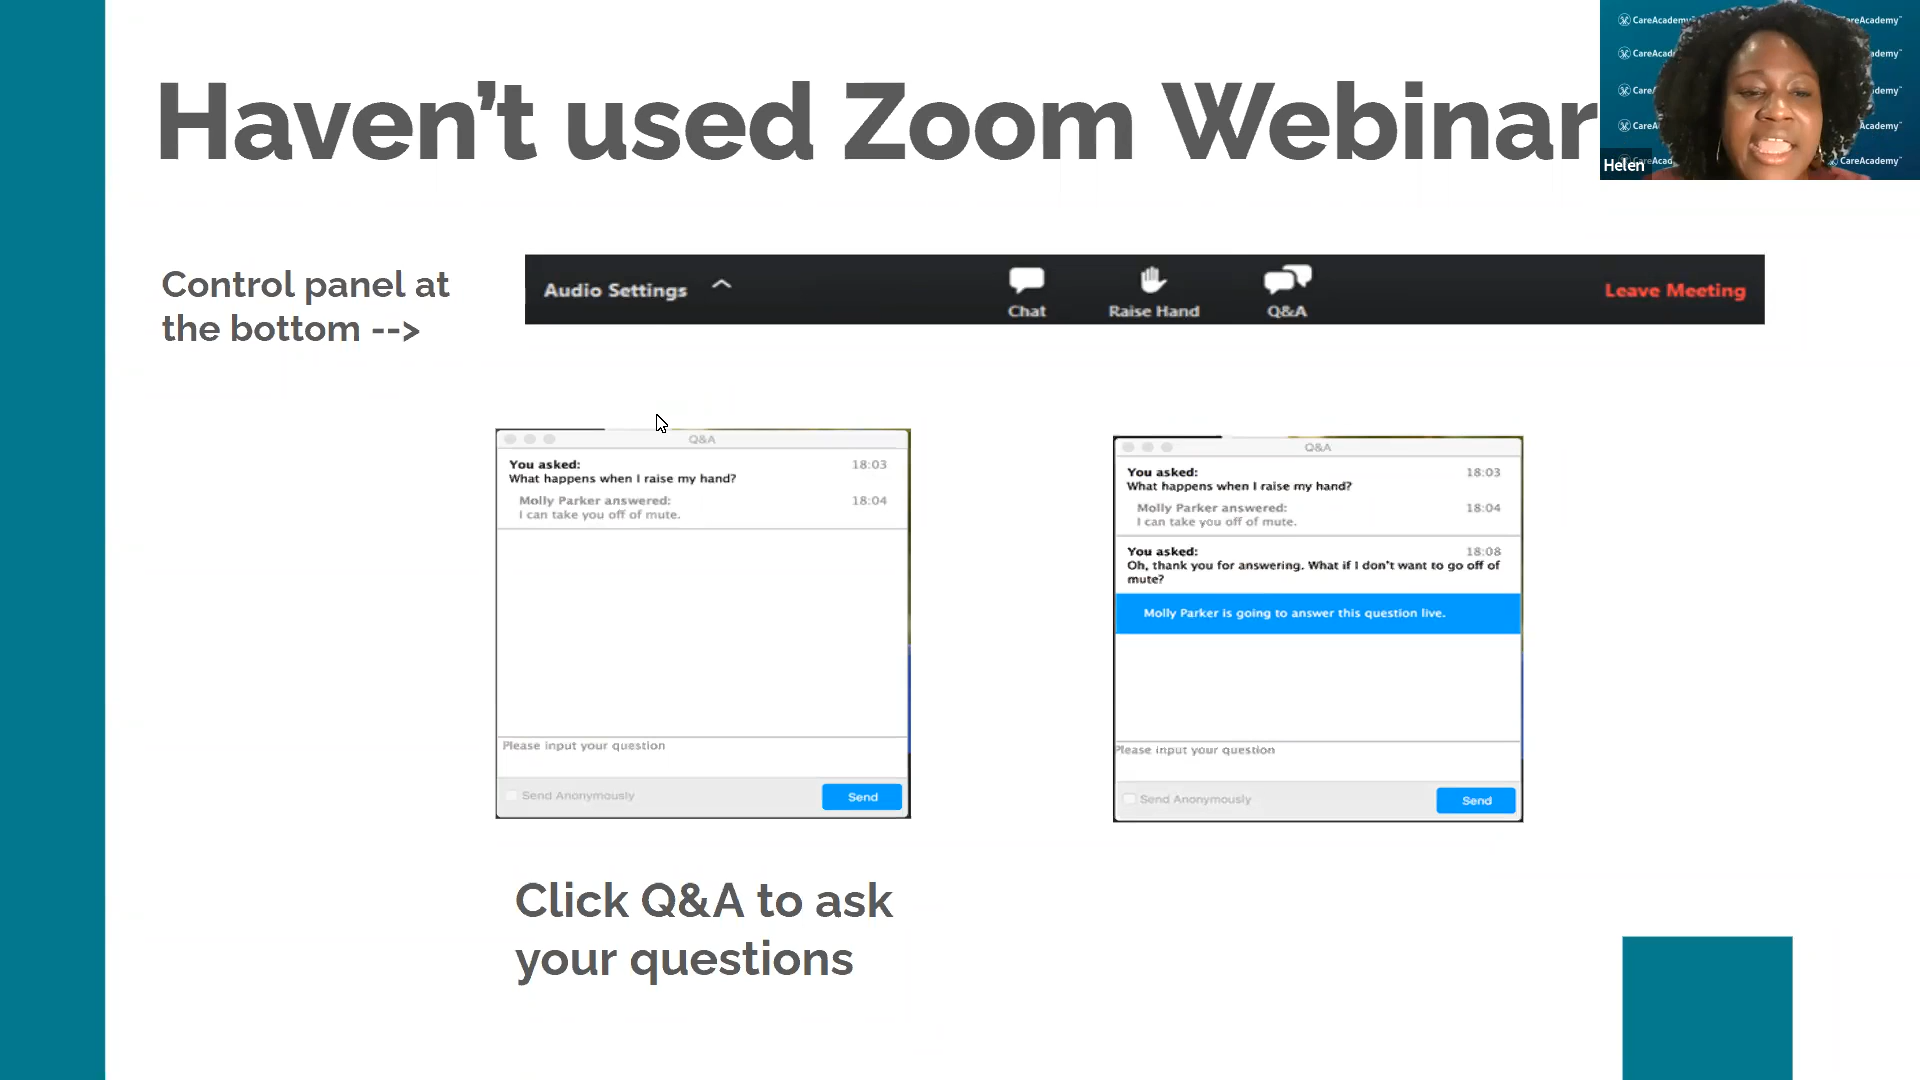 Haven't used Zoom Webinar
CareAcademy
Helen
Control panel at
the bottom -->
Audio Settings
Chat
Raise Hand
Q&A
Leave Meeting
Q&A
You asked: 18:03
What happens when I raise my hand?
Molly Parker answered: 18:04
I can take you off of mute.
Please input your question
Send Anonymously
Send
Q&A
You asked: 18:03
What happens when I raise my hand?
Molly Parker answered: 18:04
I can take you off of mute.
You asked: 18:08
Oh, thank you for answering. What if I don't want to go off of
mute?
Molly Parker is going to answer this question live.
Please input your question
Send Anonymously
Send
Click Q&A to ask
your questions